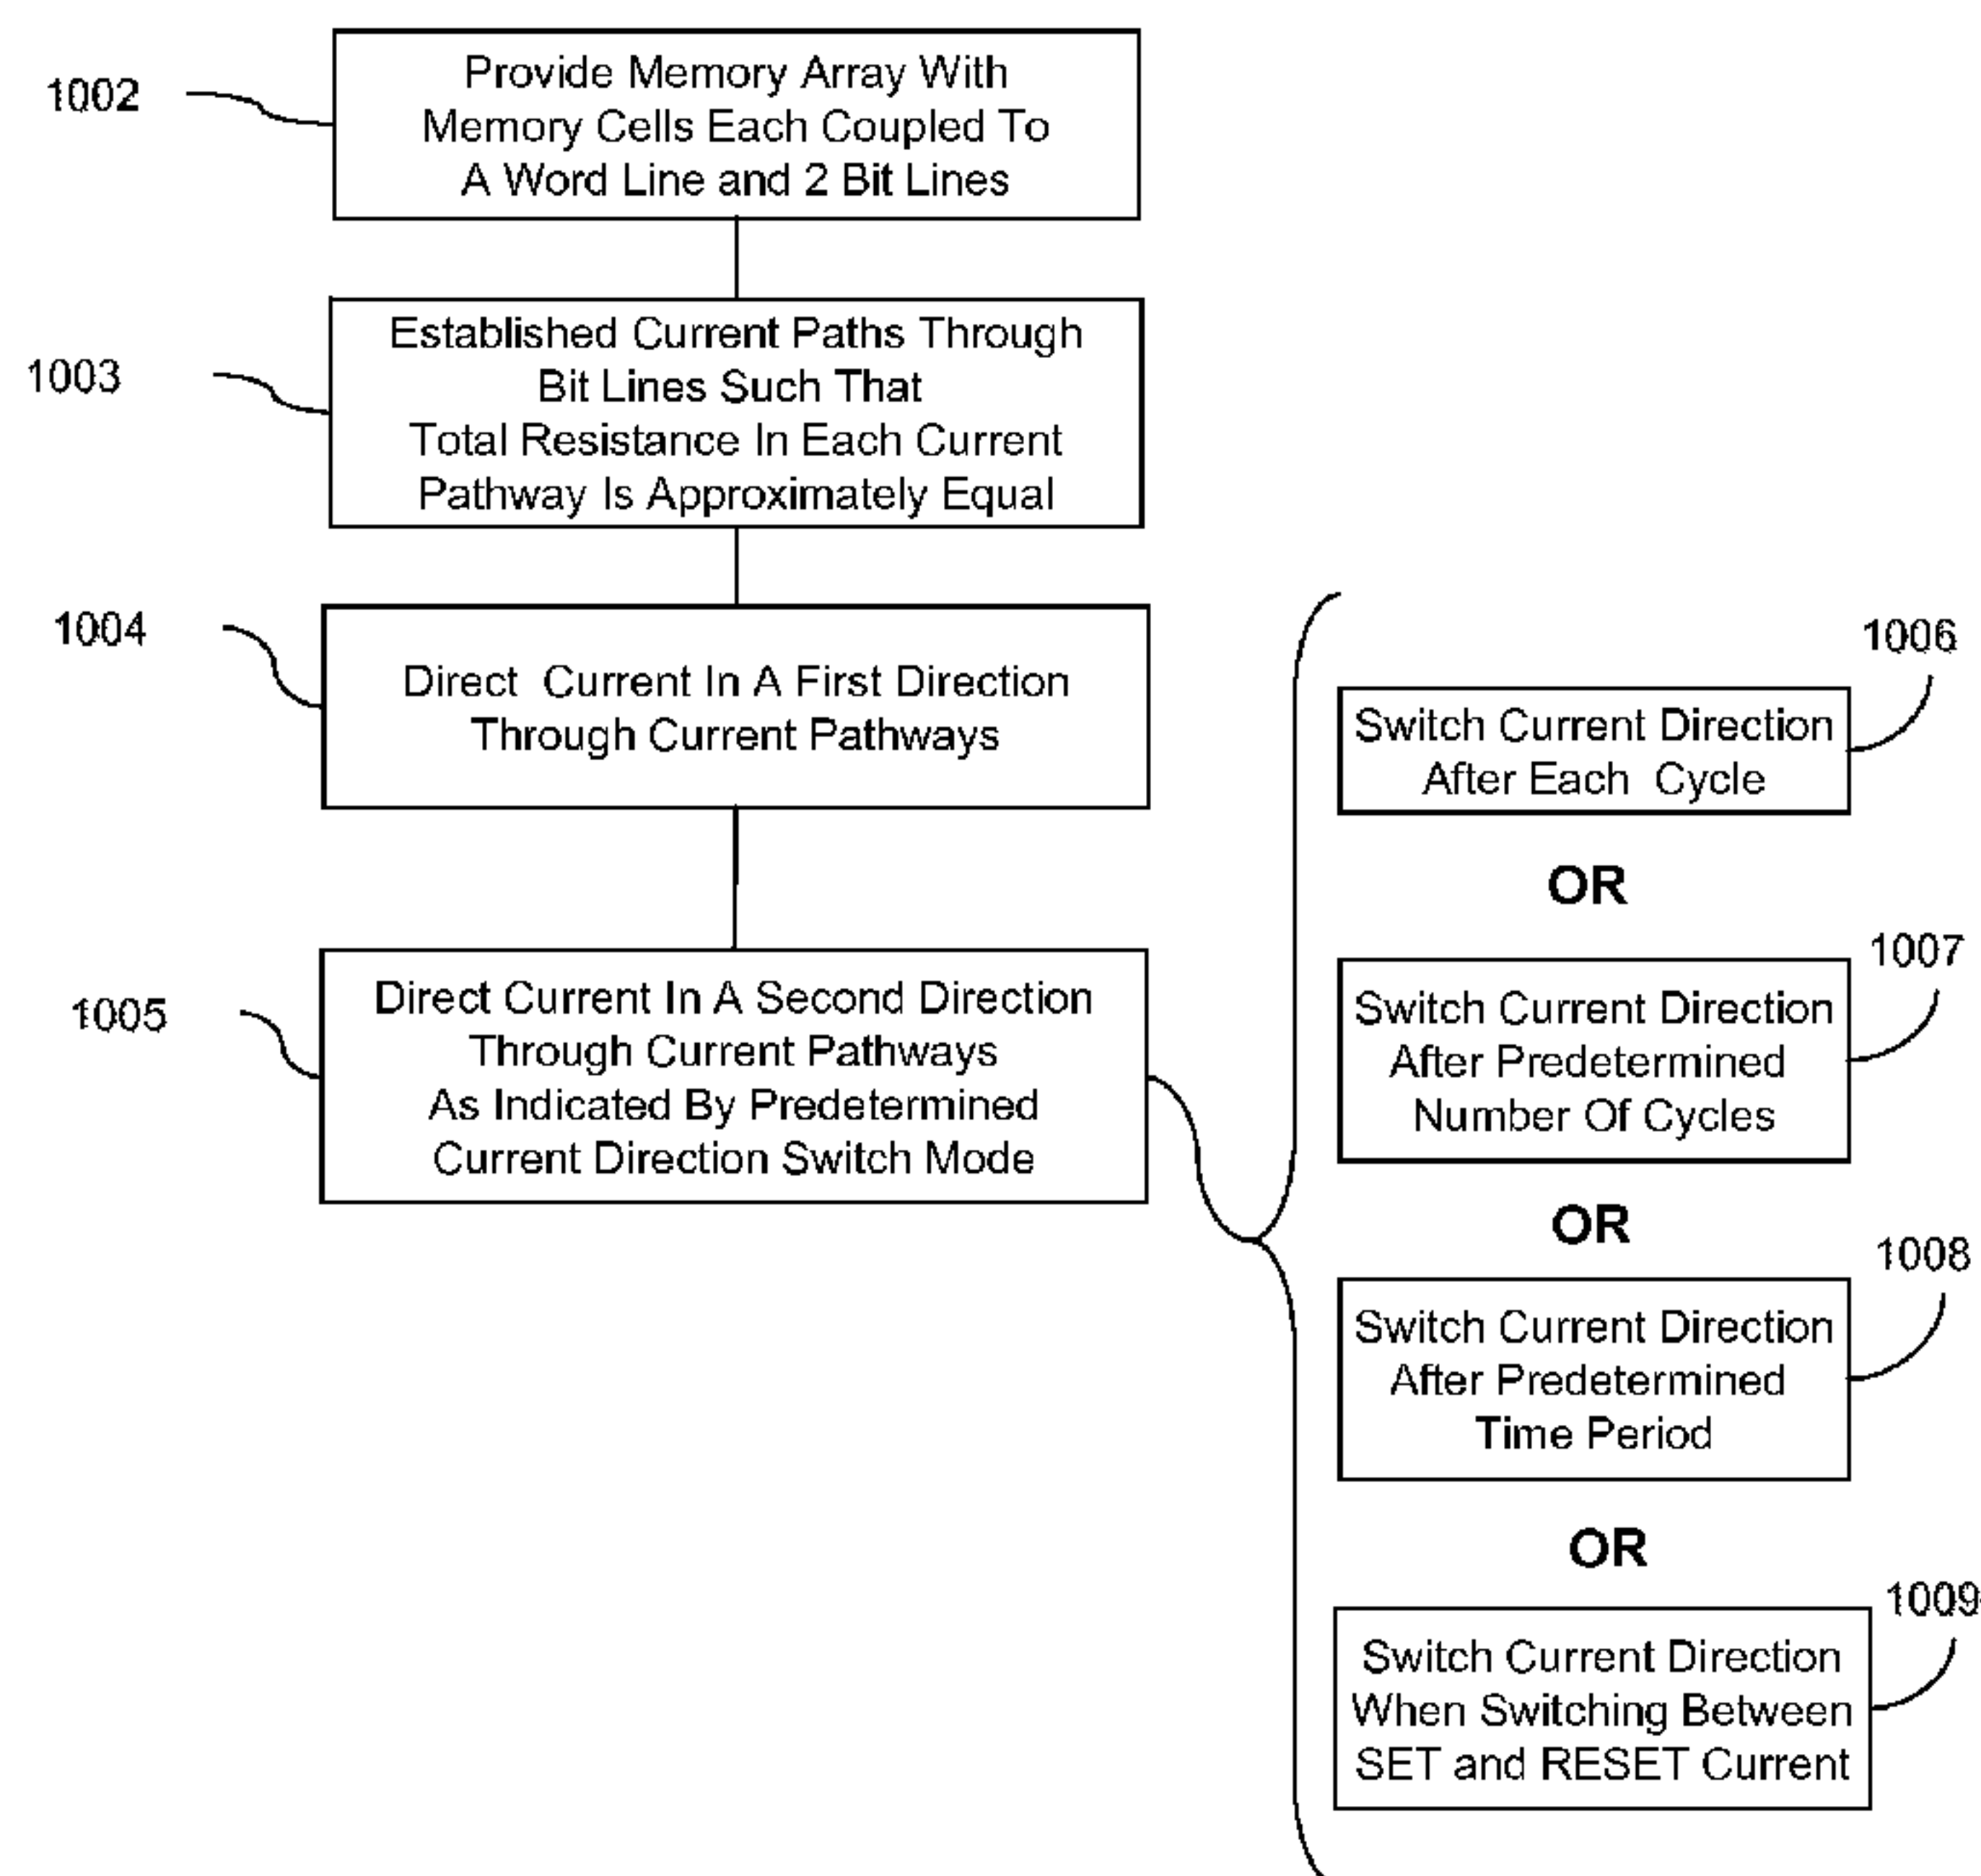 1002
Provide Memory Array With
Memory Cells Each Coupled To
A Word Line and 2 Bit Lines
1003
Established Current Paths Through
Bit Lines Such That
Total Resistance In Each Current
Pathway Is Approximately Equal
1004
Direct Current In A First Direction
Through Current Pathways
1005
Direct Current In A Second Direction
Through Current Pathways
As Indicated By Predetermined
Current Direction Switch Mode
1006
Switch Current Direction
After Each Cycle
OR
1007
Switch Current Direction
After Predetermined
Number Of Cycles
OR
1008
Switch Current Direction
After Predetermined
Time Period
OR
1009
Switch Current Direction
When Switching Between
SET and RESET Current